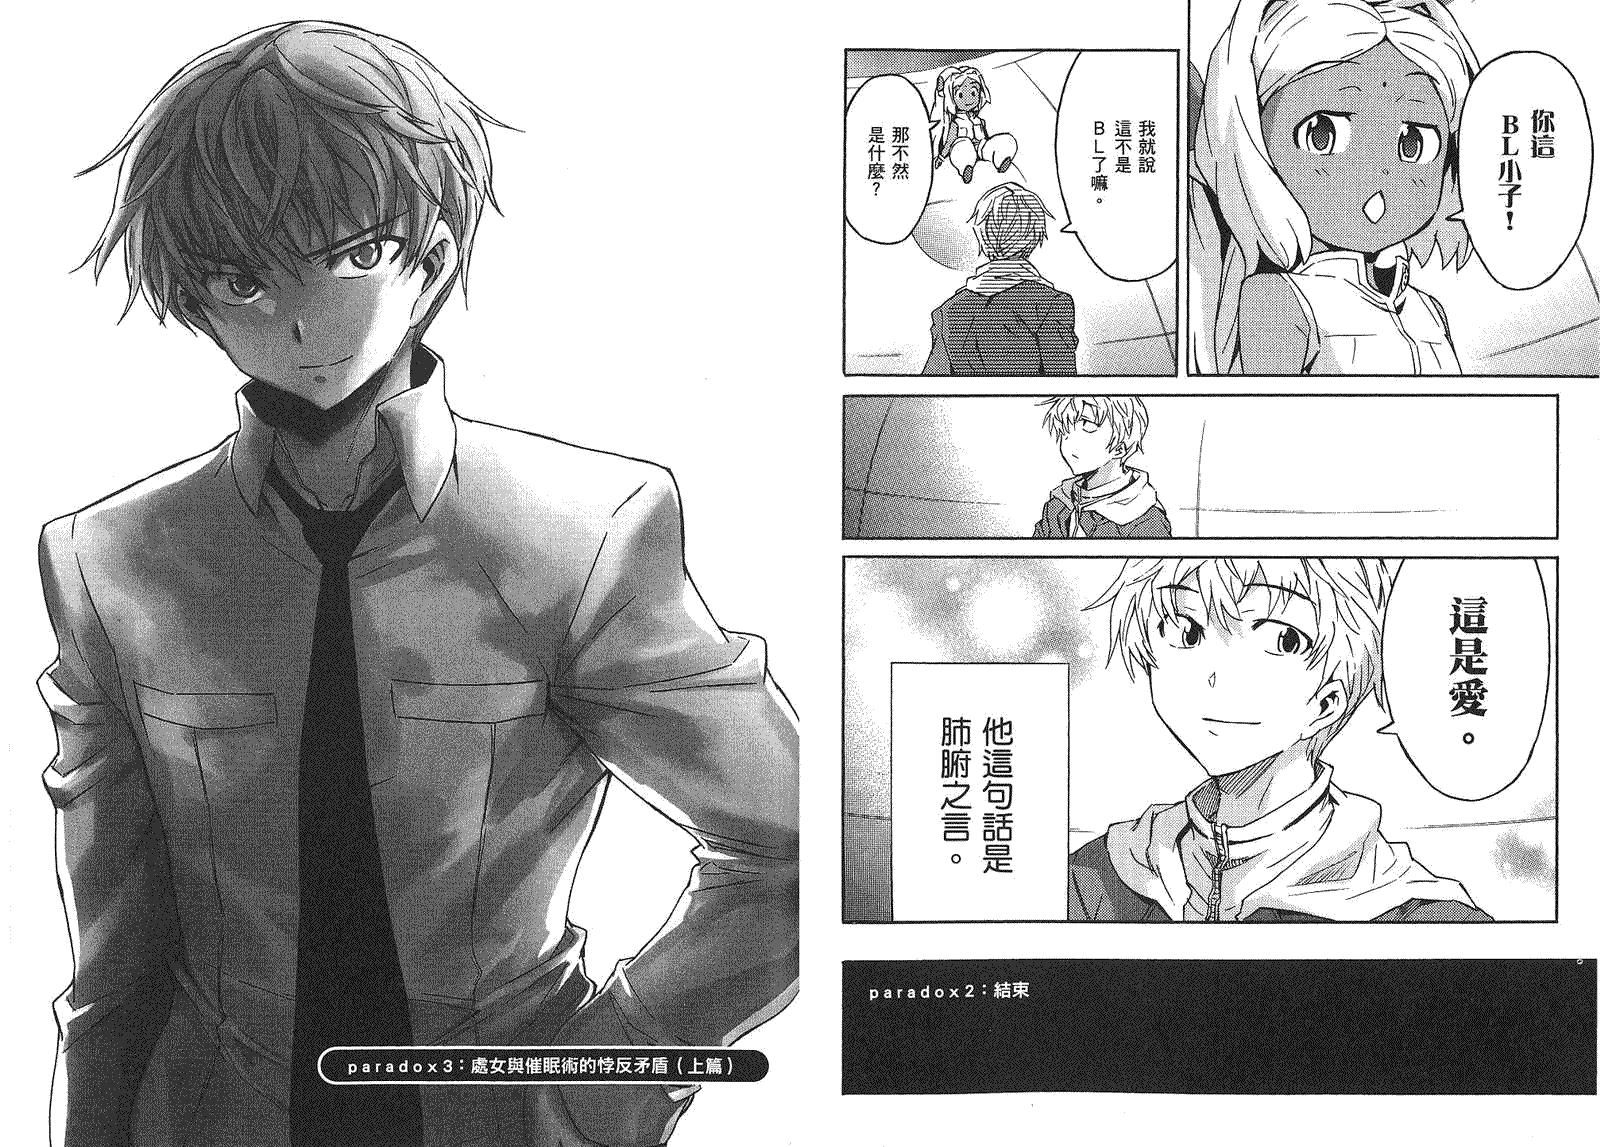 你這
BL小子！
我就說
這不是
BL了嘛。
那不然
是什麼？
這是愛。
他這句話是
肺腑之言。
paradox2：結束
paradox3：處女與催眠術的悖反矛盾（上篇）